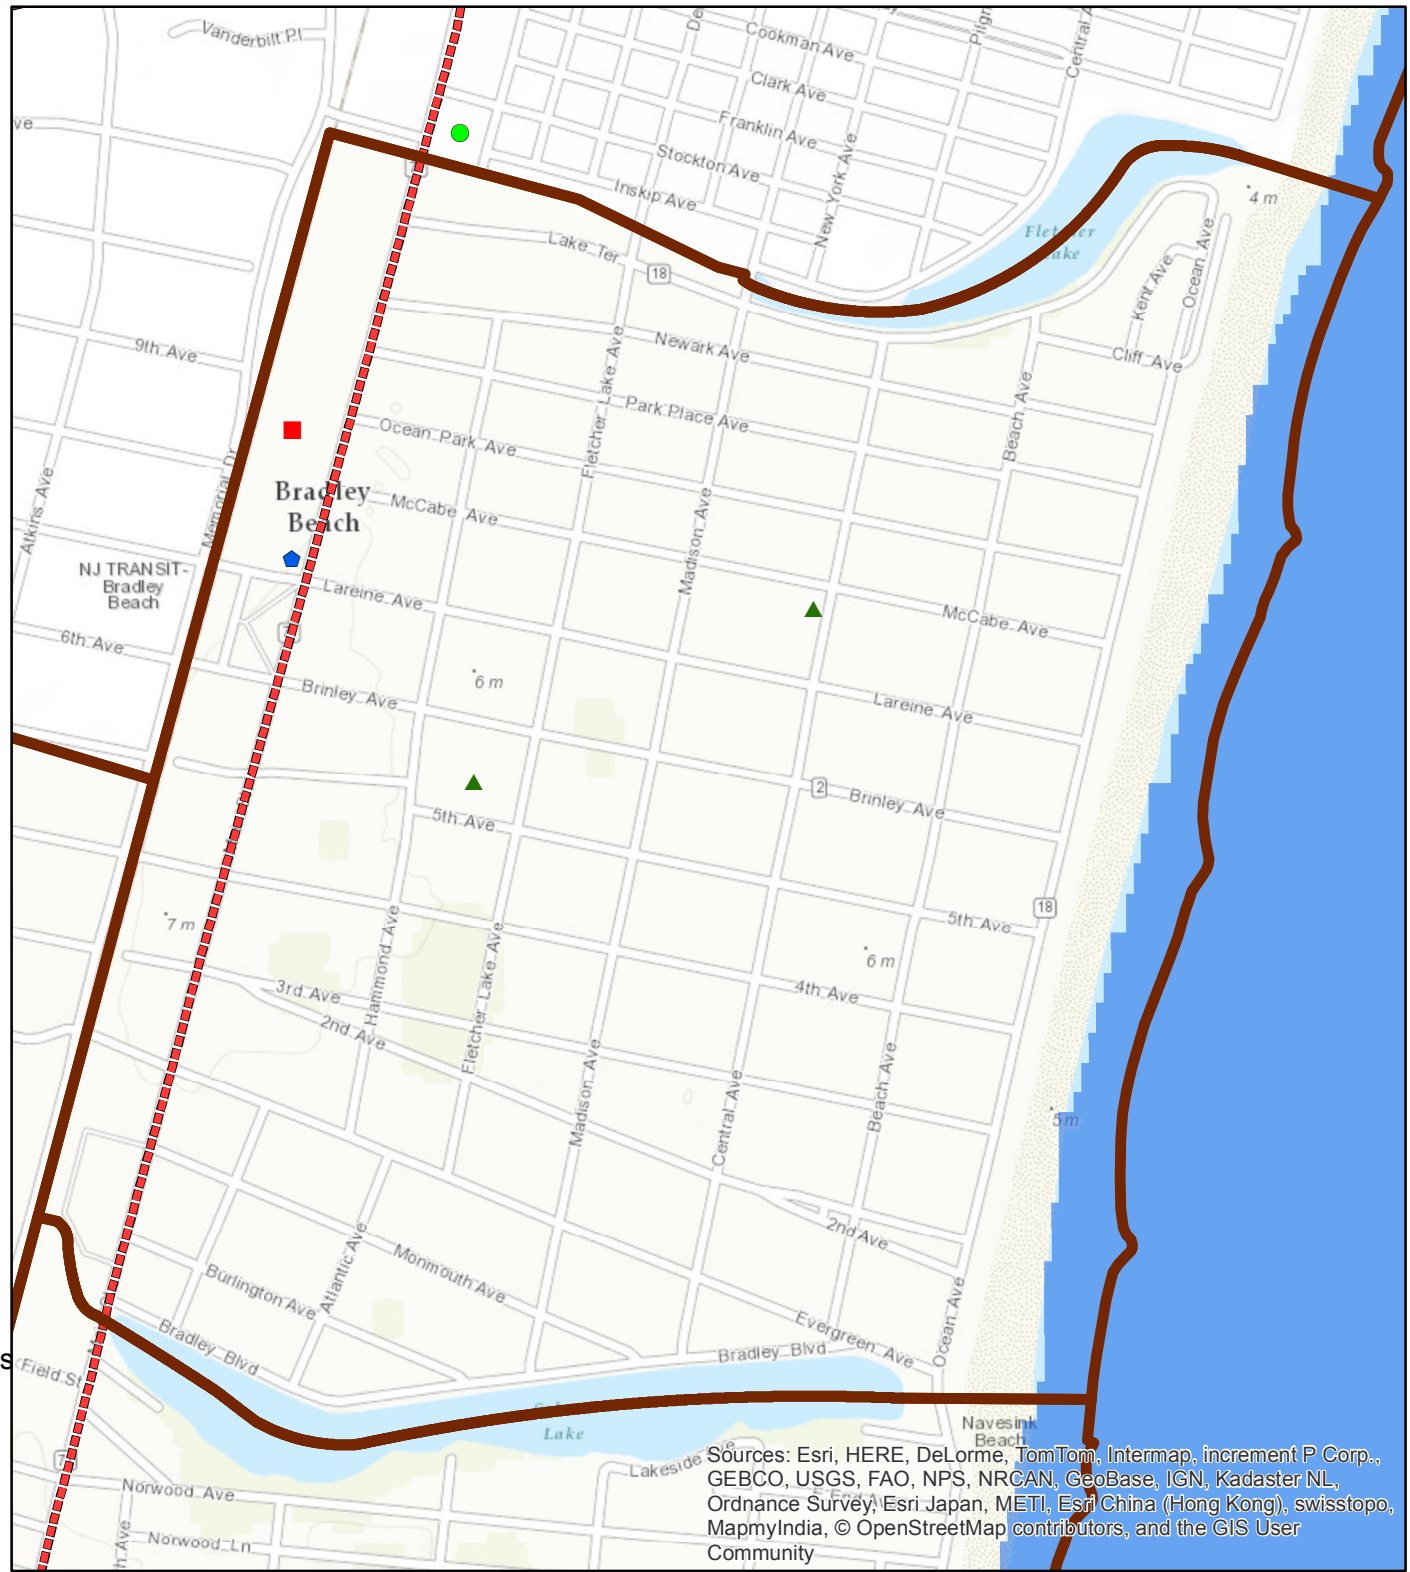 Vanderbilt Pl
Cookman Ave
Central A
Clark Ave
Franklin Ave
Stockton Ave
New York Ave
Inskip Ave
4 m
Lake Ter
18
Kent Ave
Ocean Ave
9th Ave
Newark Ave
Cliff Ave
Fletcher Lake Ave
Park Place Ave
Beach Ave
Ocean Park Ave
Memorial Dr
Atkins Ave
Bradley
Beach
McCabe Ave
Madison Ave
NJ TRANSIT-
Bradley
Beach
Lareine Ave
McCabe Ave
6th Ave
6 m
Brinley Ave
Lareine Ave
2
Brinley Ave
5th Ave
18
5th Ave
7 m
Hammond Ave
Fletcher Lake Ave
6 m
3rd Ave
4th Ave
2nd Ave
Madison Ave
Central Ave
Beach Ave
5 m
2nd Ave
Atlantic Ave
Monmouth Ave
Burlington Ave
Ocean Ave
Evergreen Ave
Bradley Blvd
Bradley Blvd
S
Field St
Lake
Navesink
Beach
Lakeside Ave
Norwood Ave
Norwood Ln
th Ave
Sources: Esri, HERE, DeLorme, TomTom, Intermap, increment P Corp.,
GEBCO, USGS, FAO, NPS, NRCAN, GeoBase, IGN, Kadaster NL,
Ordnance Survey, Esri Japan, METI, Esri China (Hong Kong), swisstopo,
MapmyIndia, © OpenStreetMap contributors, and the GIS User
Community